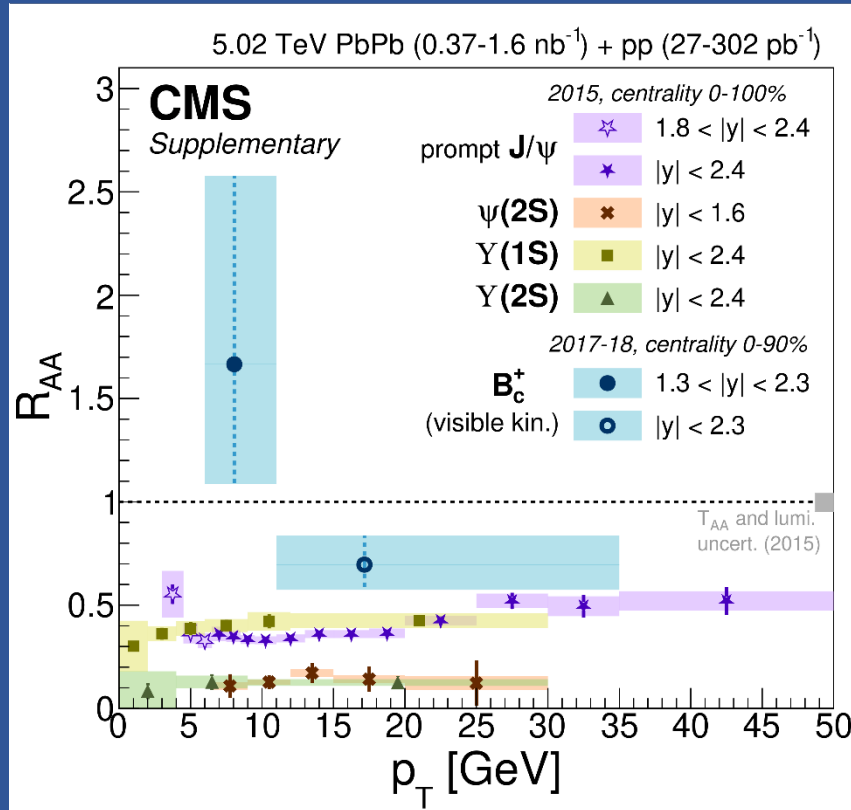 5.02 TeV PbPb (0.37-1.6 nb⁻¹) + pp (27-302 pb⁻¹)
CMS
Supplementary
2015, centrality 0-100%
prompt J/ψ
1.8 < |y| < 2.4
|y| < 2.4
ψ(2S) |y| < 1.6
Υ(1S) |y| < 2.4
Υ(2S) |y| < 2.4
2017-18, centrality 0-90%
B_c⁺ 1.3 < |y| < 2.3
(visible kin.) |y| < 2.3
T_AA and lumi.
uncert. (2015)
R_AA
3
2.5
2
1.5
1
0.5
0
0 5 10 15 20 25 30 35 40 45 50
p_T [GeV]